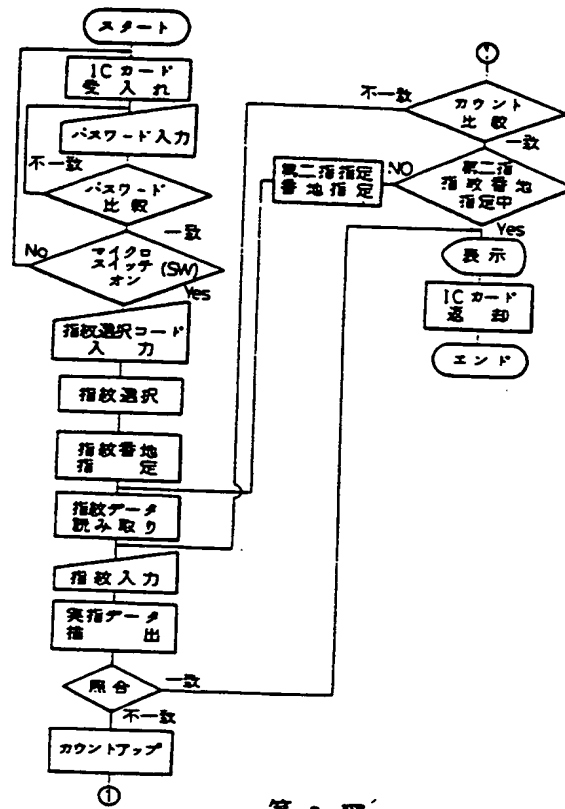 スタート
ICカード
受入れ
パスワード入力
不一致
パスワード
比較
一致
No
マイクロ
スイッチ (SW)
オン
Yes
指紋選択コード
入力
指紋選択
指紋番地
指定
指紋データ
読み取り
指紋入力
実指データ
抽出
照合
一致
不一致
カウントアップ
①
①
不一致
カウント
比較
一致
第二指指定
番地指定
NO
第二指
指紋番地
指定中
Yes
表示
ICカード
返却
エンド